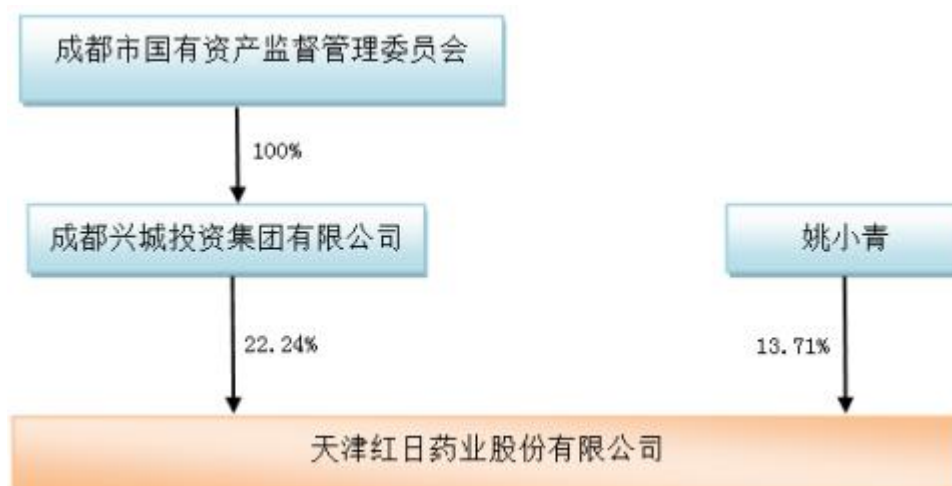 成都市国有资产监督管理委员会
100%
成都兴城投资集团有限公司
姚小青
22.24%
13.71%
天津红日药业股份有限公司